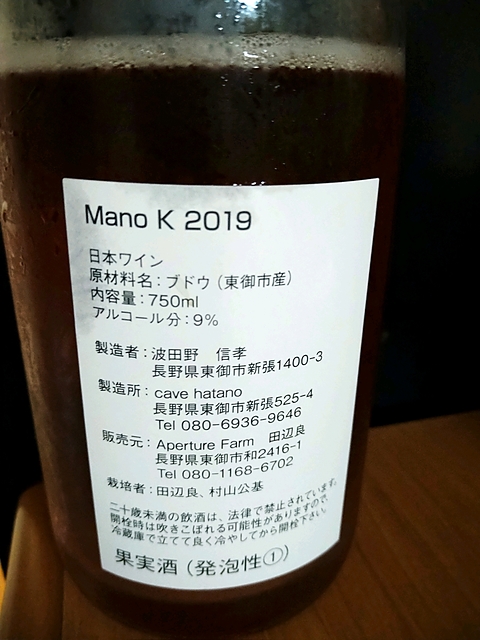 Mano K 2019
日本ワイン
原材料名：ブドウ（東御市産）
内容量：750ml
アルコール分：9%
製造者：波田野　信孝
長野県東御市新張1400-3
製造所：cave hatano
長野県東御市新張525-4
Tel 080-6936-9646
販売元：Aperture Farm　田辺良
長野県東御市和2416-1
Tel 080-1168-6702
栽培者：田辺良、村山公基
二十歳未満の飲酒は、法律で禁止されています。
開栓時は吹きこぼれる可能性がありますので、
冷蔵庫で立てて良く冷やしてから開栓下さい。
果実酒（発泡性①）